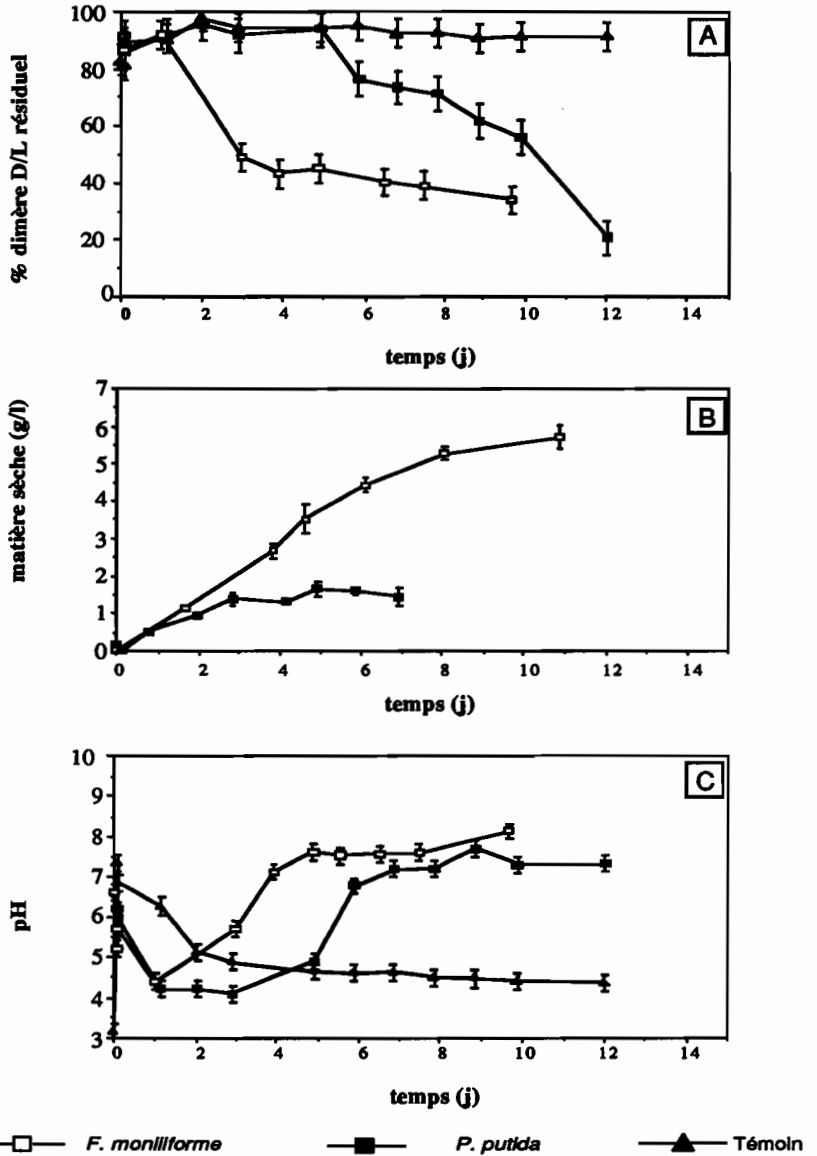 A
% dimère D/L résiduel
100
80
60
40
20
0
0 2 4 6 8 10 12 14
temps (j)
B
matière sèche (g/l)
7
6
5
4
3
2
1
0
0 2 4 6 8 10 12 14
temps (j)
C
pH
10
9
8
7
6
5
4
3
0 2 4 6 8 10 12 14
temps (j)
F. moniliforme P. putida Témoin